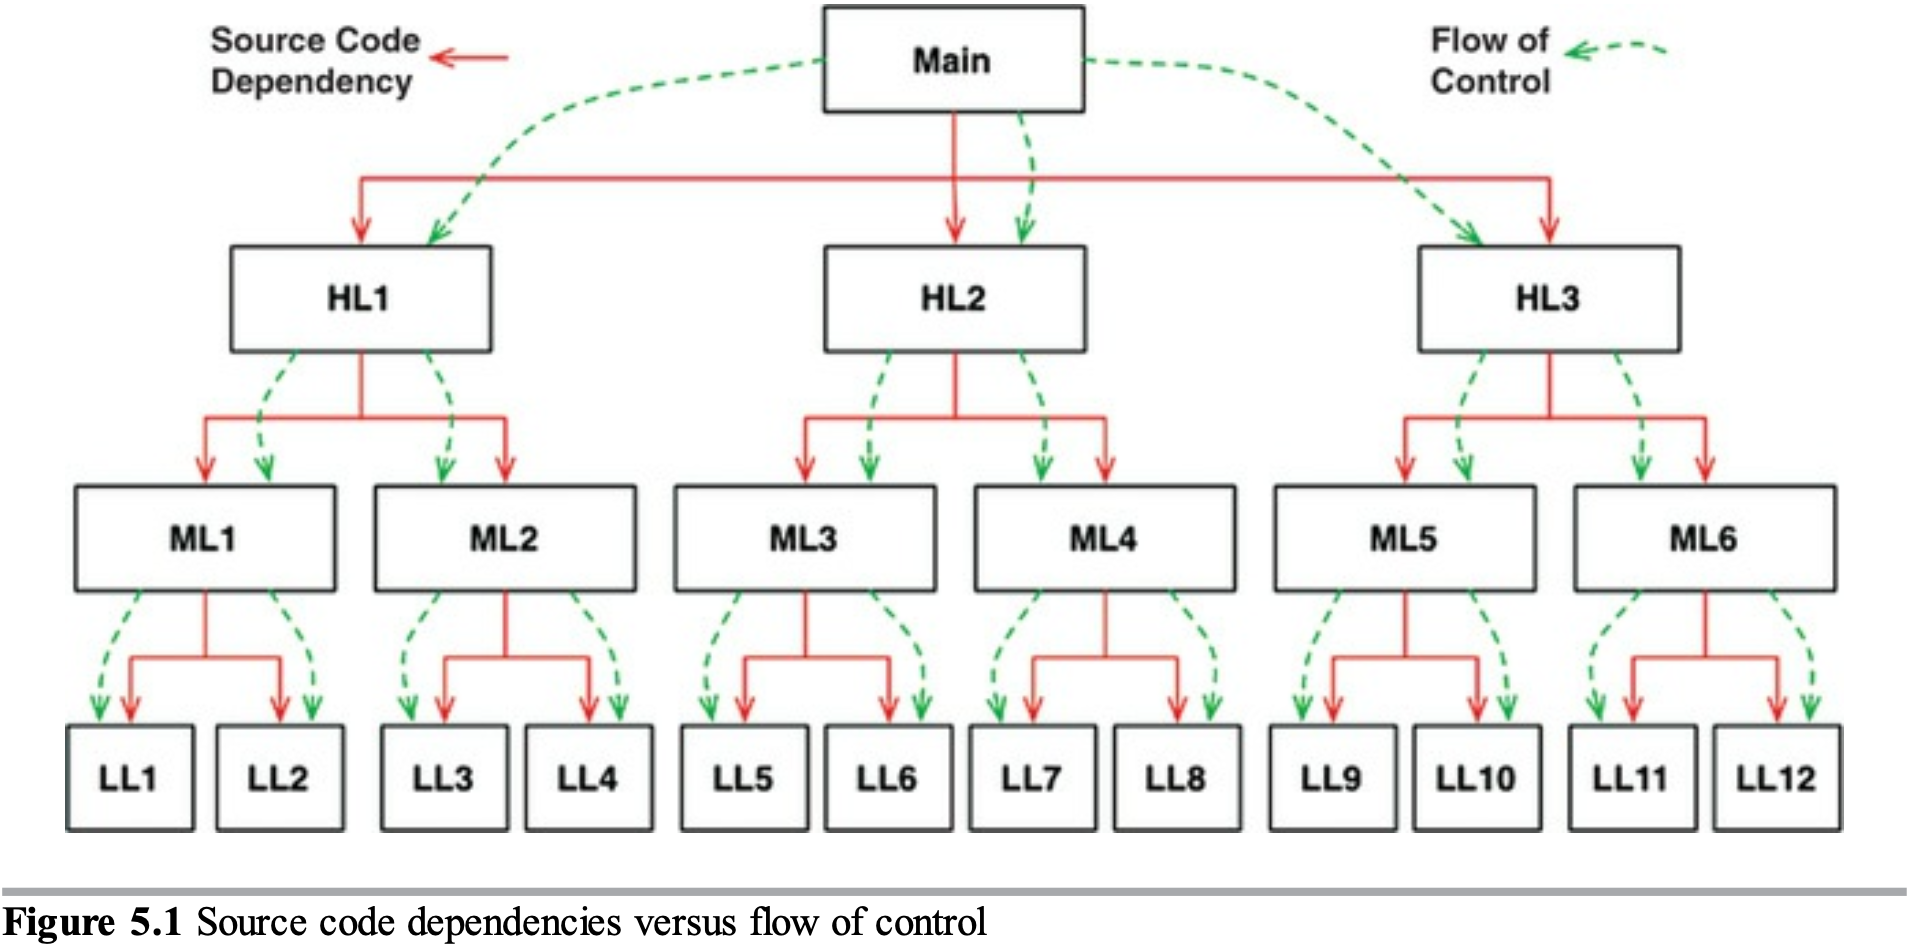 Source Code
Dependency
Main
Flow of
Control
HL1
HL2
HL3
ML1
ML2
ML3
ML4
ML5
ML6
LL1
LL2
LL3
LL4
LL5
LL6
LL7
LL8
LL9
LL10
LL11
LL12
Figure 5.1 Source code dependencies versus flow of control